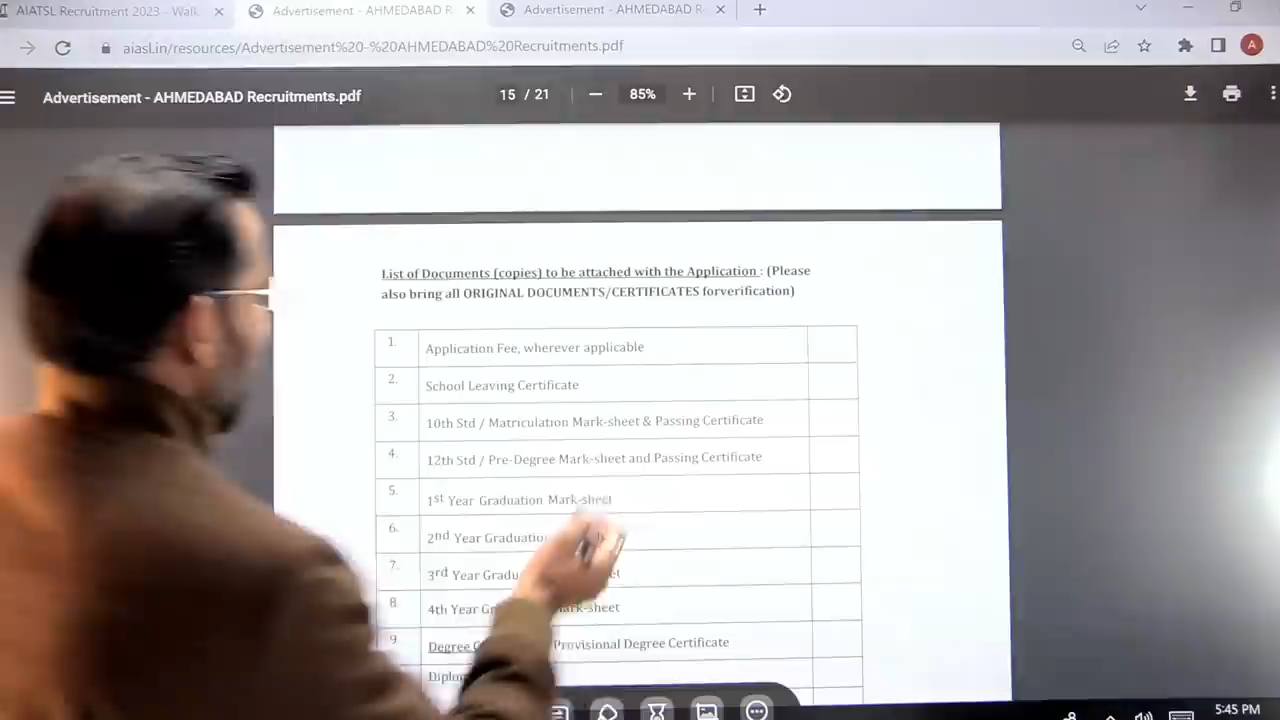 AIATSL Recruitment 2023 - Walk
Advertisement - AHMEDABAD R
Advertisement - AHMEDABAD R
aiasl.in/resources/Advertisement%20-%20AHMEDABAD%20Recruitments.pdf
A
Advertisement - AHMEDABAD Recruitments.pdf
15 / 21
85%
List of Documents (copies) to be attached with the Application : (Please
also bring all ORIGINAL DOCUMENTS/CERTIFICATES forverification)
1. Application Fee, wherever applicable
2. School Leaving Certificate
3. 10th Std / Matriculation Mark-sheet & Passing Certificate
4. 12th Std / Pre-Degree Mark-sheet and Passing Certificate
5. 1st Year Graduation Mark-sheet
6. 2nd Year
7. 3rd Year
8. 4th Year Mark-sheet
9 Degree Provisional Degree Certificate
5:45 PM